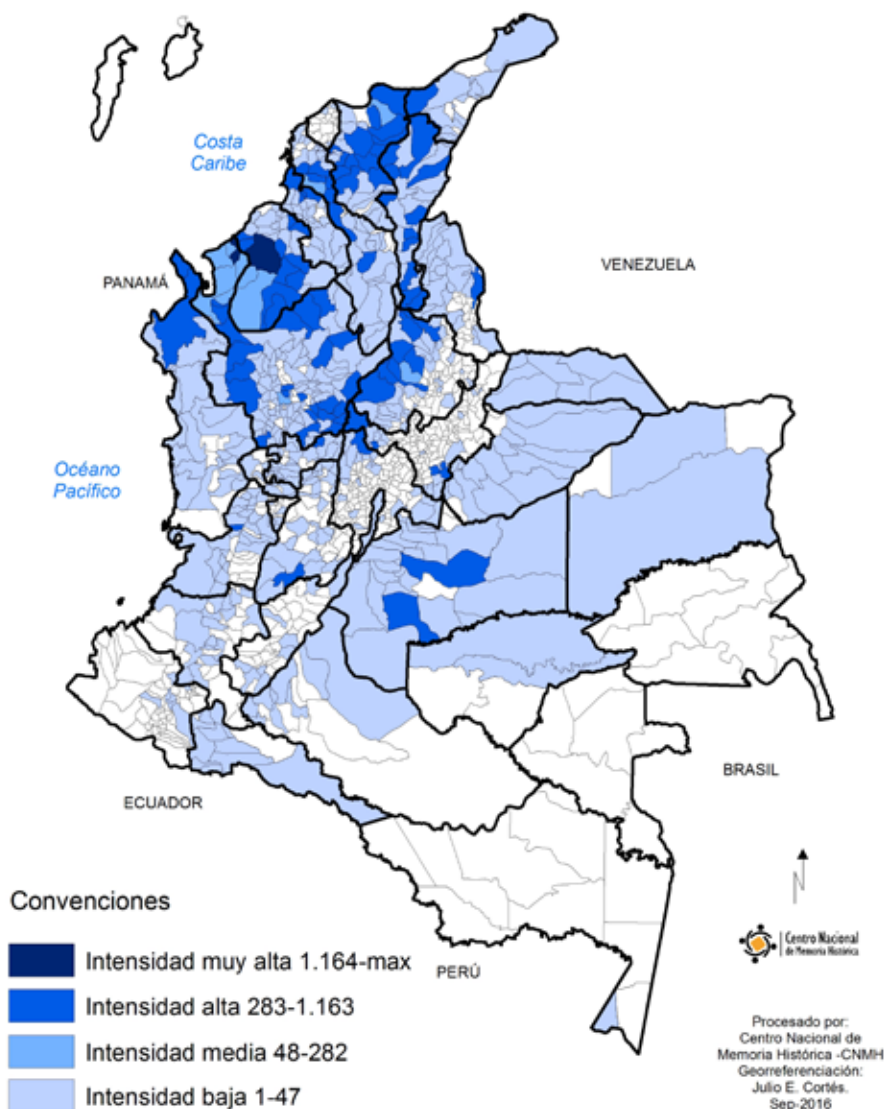 Costa
Caribe
PANAMÁ
VENEZUELA
Océano
Pacífico
ECUADOR
BRASIL
PERÚ
N
Convenciones
Intensidad muy alta 1.164-max
Intensidad alta 283-1.163
Intensidad media 48-282
Intensidad baja 1-47
Centro Nacional
de Memoria Histórica
Procesado por:
Centro Nacional de
Memoria Histórica -CNMH
Georreferenciación:
Julio E. Cortés.
Sep-2016